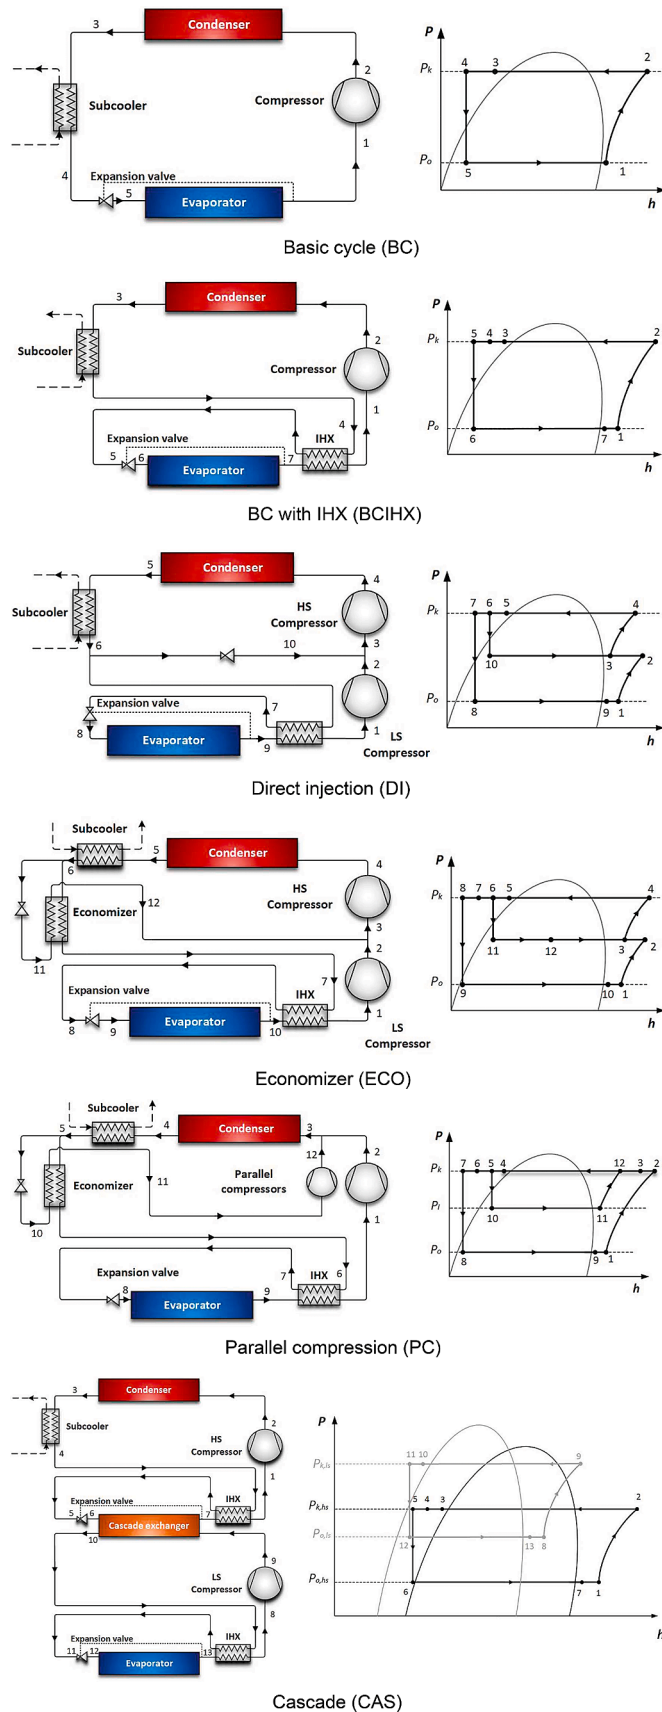 Condenser
3
2
Subcooler
Compressor
1
4
Expansion valve
5
Evaporator
P
Pk
4
3
2
Po
5
1
h
Basic cycle (BC)
Condenser
3
2
Subcooler
Compressor
1
4
IHX
Expansion valve
5
6
7
Evaporator
P
Pk
5
4
3
2
Po
6
7
1
h
BC with IHX (BCIHX)
Condenser
5
4
HS
Compressor
Subcooler
3
6
10
2
Expansion valve
7
8
9
1
Evaporator
LS
Compressor
P
Pk
7
6
5
4
10
3
2
Po
8
9
1
h
Direct injection (DI)
Subcooler
6
5
Condenser
4
HS
Compressor
12
Economizer
3
11
2
7
IHX
Expansion valve
8
9
10
1
Evaporator
LS
Compressor
P
Pk
8
7
6
5
4
11
12
3
2
Po
9
10
1
h
Economizer (ECO)
Subcooler
5
4
Condenser
3
12
2
Parallel
compressors
Economizer
11
10
1
IHX
Expansion valve
7
6
8
9
Evaporator
P
Pk
7
6
5
4
12
3
2
Pi
10
11
Po
8
9
1
h
Parallel compression (PC)
Condenser
3
2
Subcooler
HS
Compressor
4
1
IHX
Expansion valve
5
6
7
Cascade exchanger
10
9
LS
Compressor
8
IHX
Expansion valve
11
12
13
Evaporator
P
Pk,ls
11
10
9
Pk,hs
5
4
3
2
Po,ls
12
13
8
Po,hs
6
7
1
h
Cascade (CAS)